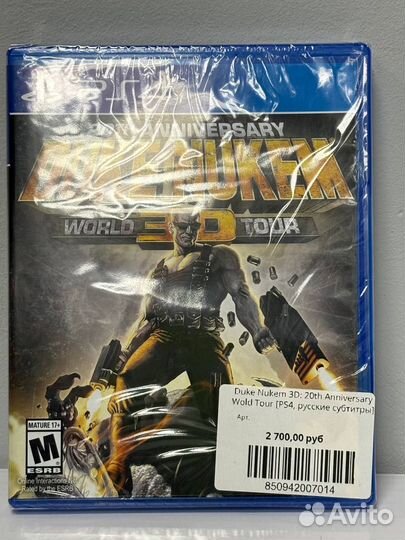 PS4
20TH ANNIVERSARY
DUKE NUKEM
3D
WORLD TOUR
MATURE 17+
M
ESRB
Online Interactions Not
Rated by the ESRB
Duke Nukem 3D: 20th Anniversary
Wold Tour [PS4, русские субтитры]
Арт.
2 700,00 руб
850942007014
Avito